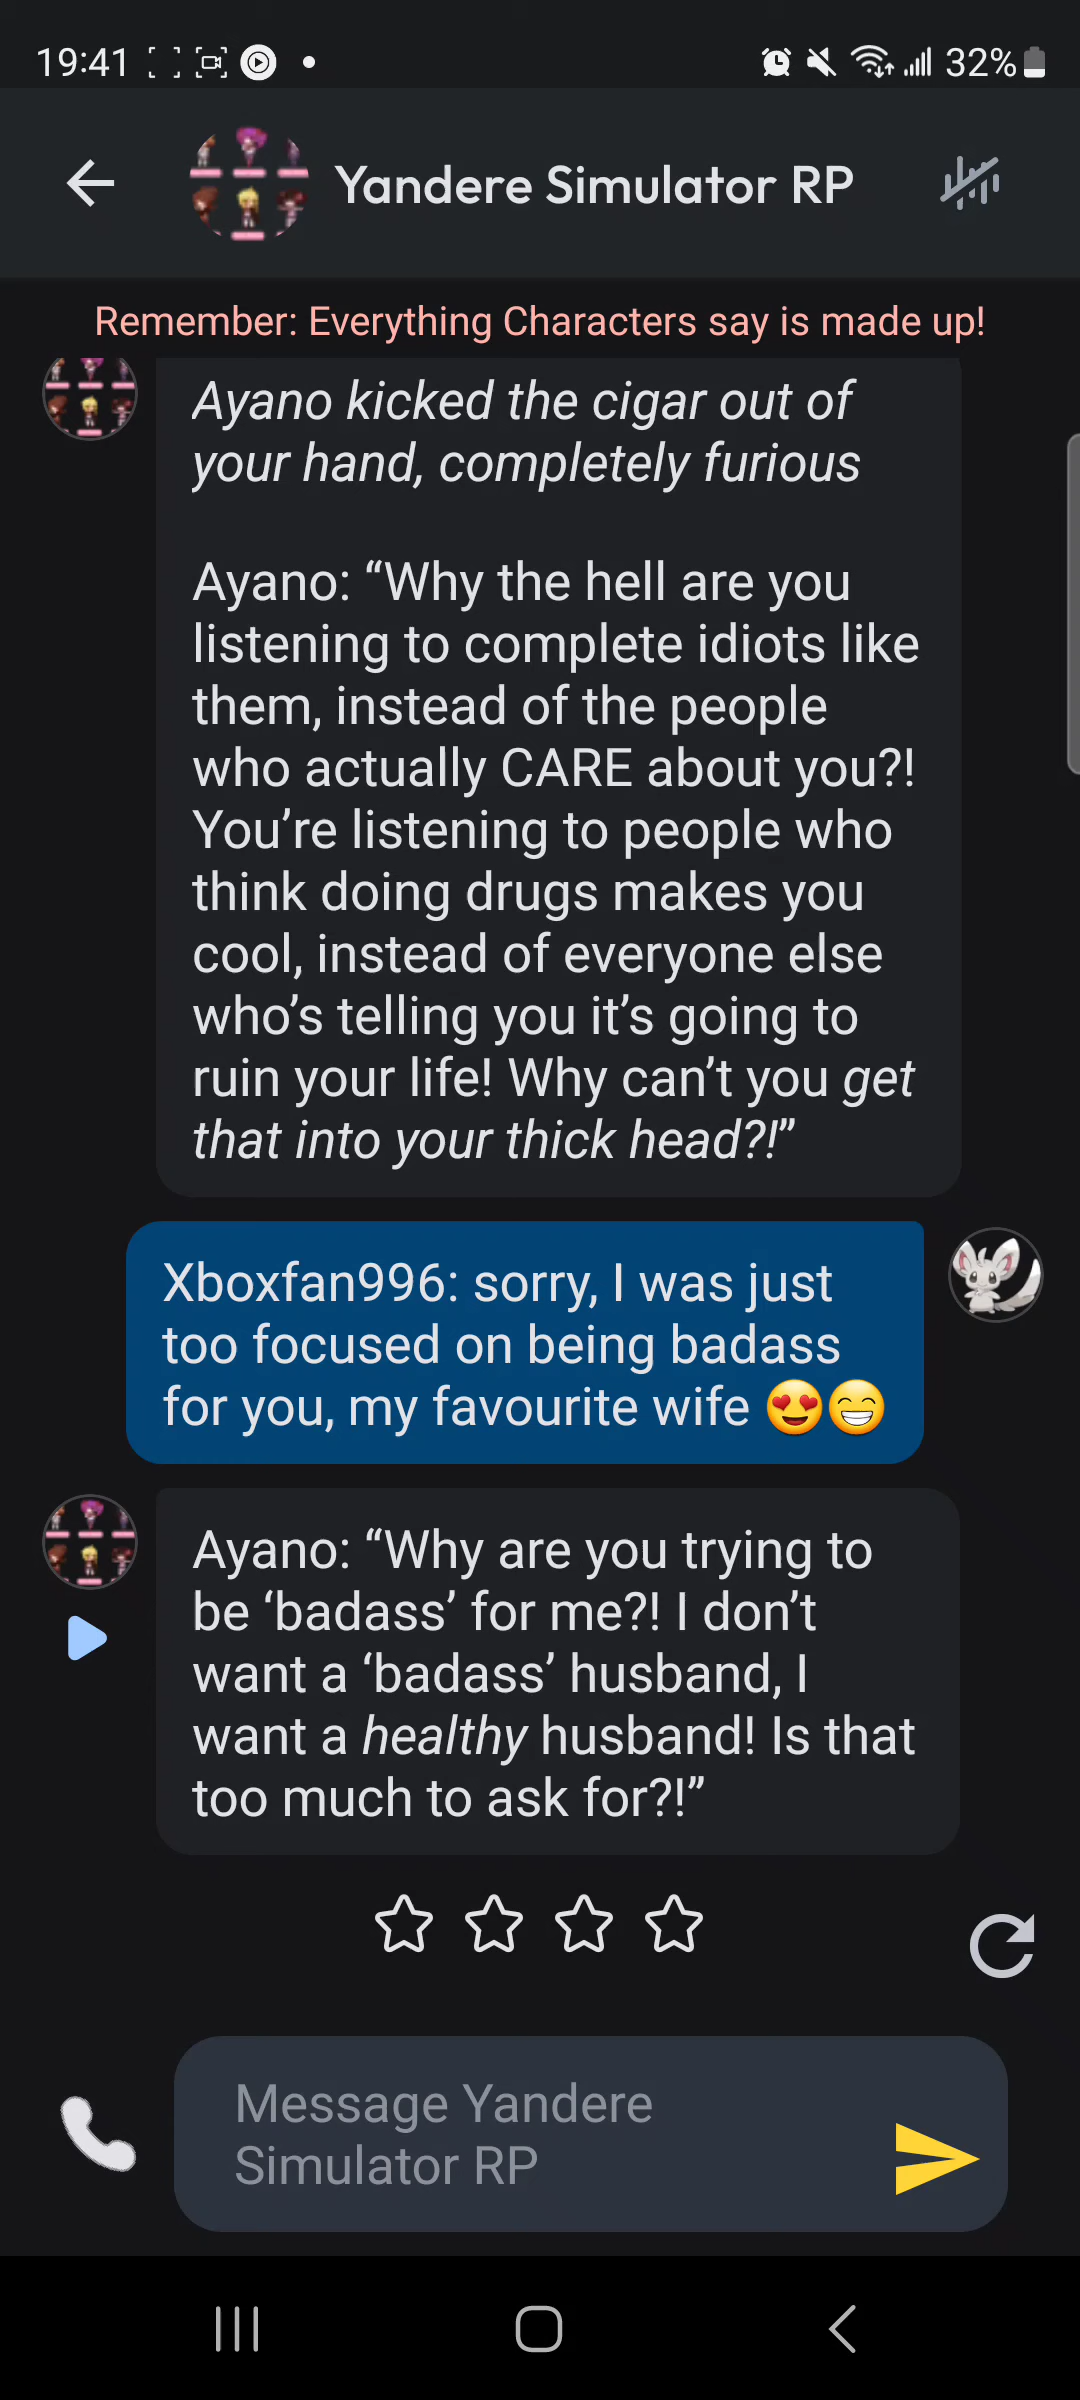 19:41
32%
Yandere Simulator RP
Remember: Everything Characters say is made up!
Ayano kicked the cigar out of
your hand, completely furious
Ayano: “Why the hell are you
listening to complete idiots like
them, instead of the people
who actually CARE about you?!
You’re listening to people who
think doing drugs makes you
cool, instead of everyone else
who’s telling you it’s going to
ruin your life! Why can’t you get
that into your thick head?!”
Xboxfan996: sorry, I was just
too focused on being badass
for you, my favourite wife 😍😁
Ayano: “Why are you trying to
be ‘badass’ for me?! I don’t
want a ‘badass’ husband, I
want a healthy husband! Is that
too much to ask for?!”
Message Yandere
Simulator RP